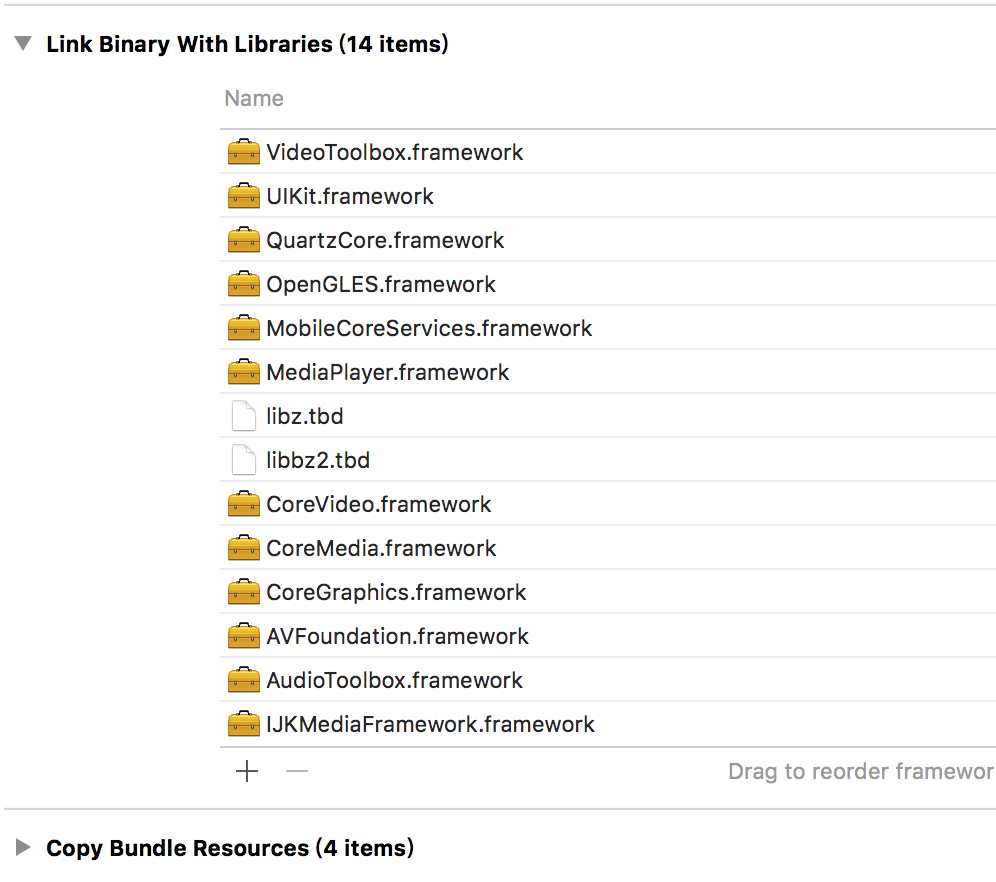 Link Binary With Libraries (14 items)
Name
VideoToolbox.framework
UIKit.framework
QuartzCore.framework
OpenGLES.framework
MobileCoreServices.framework
MediaPlayer.framework
libz.tbd
libbz2.tbd
CoreVideo.framework
CoreMedia.framework
CoreGraphics.framework
AVFoundation.framework
AudioToolbox.framework
IJKMediaFramework.framework
Drag to reorder framewor
Copy Bundle Resources (4 items)